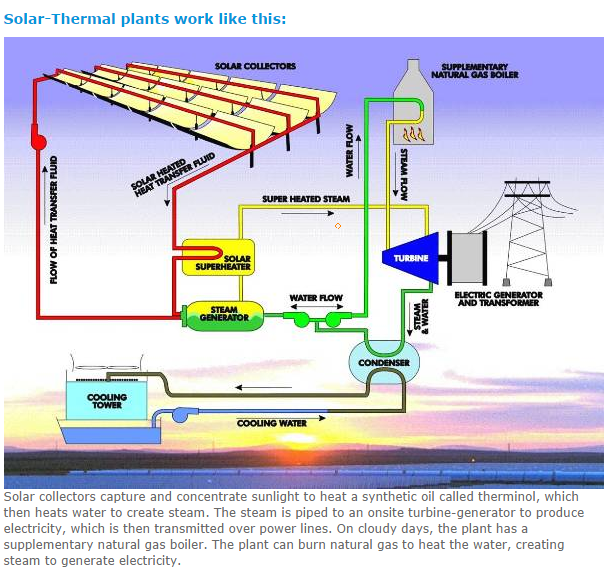 Solar-Thermal plants work like this:
SOLAR COLLECTORS
SUPPLEMENTARY
NATURAL GAS BOILER
WATER FLOW
STEAM FLOW
SOLAR HEATED
HEAT TRANSFER FLUID
FLOW OF HEAT TRANSFER FLUID
SUPER HEATED STEAM
SOLAR
SUPERHEATER
TURBINE
STEAM
GENERATOR
WATER FLOW
ELECTRIC GENERATOR
AND TRANSFORMER
STEAM
& WATER
CONDENSER
COOLING
TOWER
COOLING WATER
Solar collectors capture and concentrate sunlight to heat a synthetic oil called therminol, which
then heats water to create steam. The steam is piped to an onsite turbine-generator to produce
electricity, which is then transmitted over power lines. On cloudy days, the plant has a
supplementary natural gas boiler. The plant can burn natural gas to heat the water, creating
steam to generate electricity.